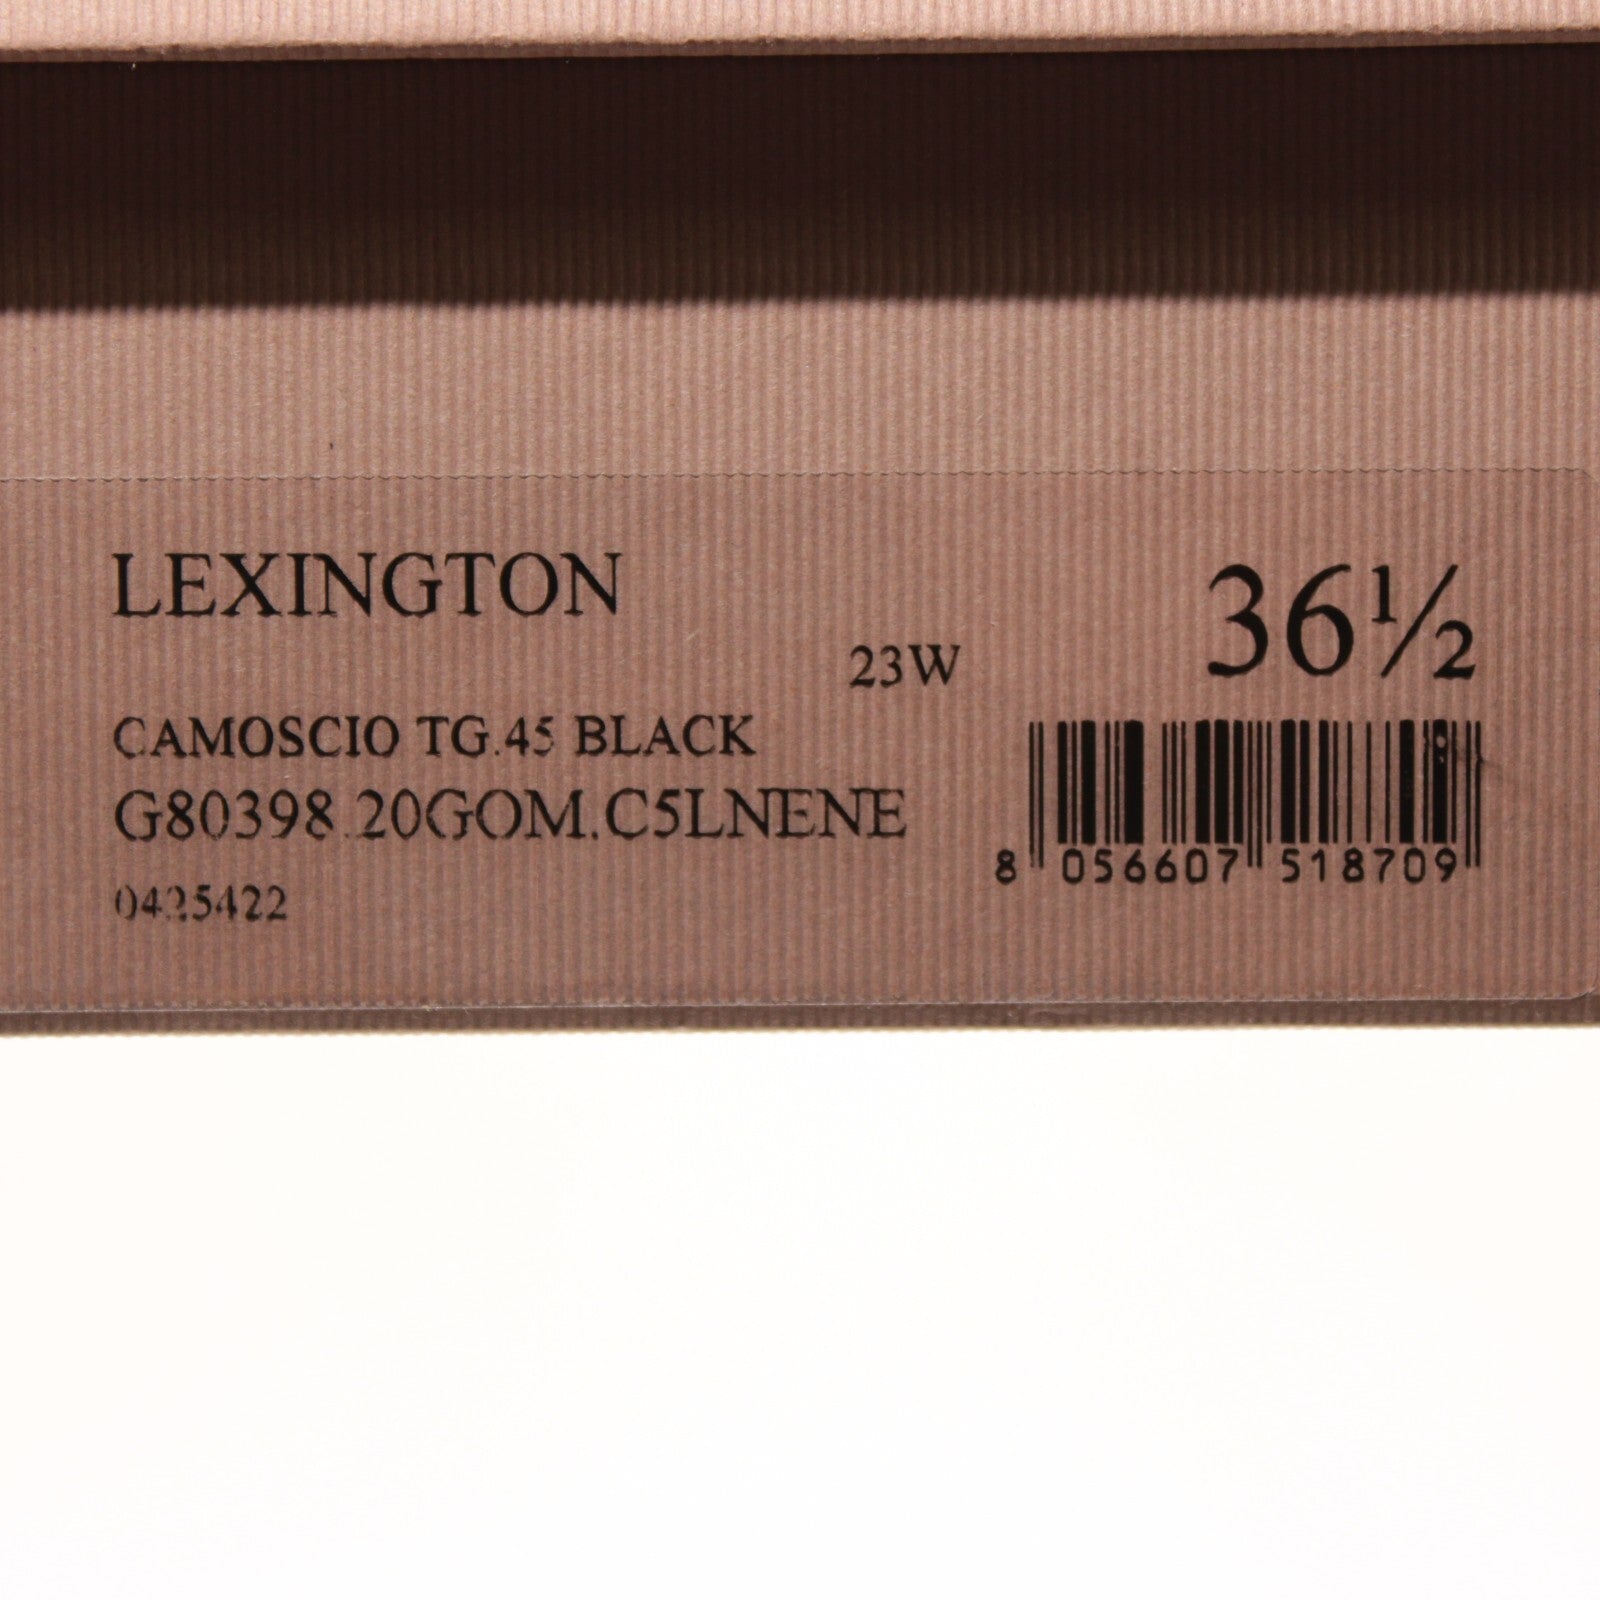 LEXINGTON
23W
36½
CAMOSCIO TG.45 BLACK
G80398.20GOM.C5LNENE
0425422
8 056607 518709